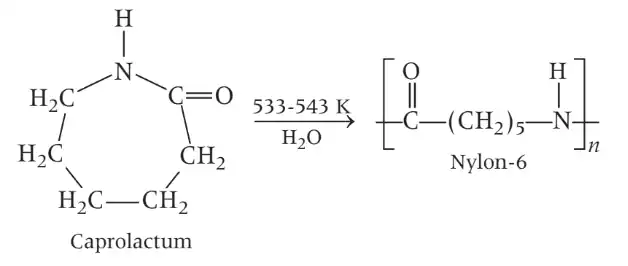 H
N
H₂C C=O
H₂C CH₂
H₂C—CH₂
Caprolactum
533-543 K
H₂O
O H
C—(CH₂)₅—N
n
Nylon-6